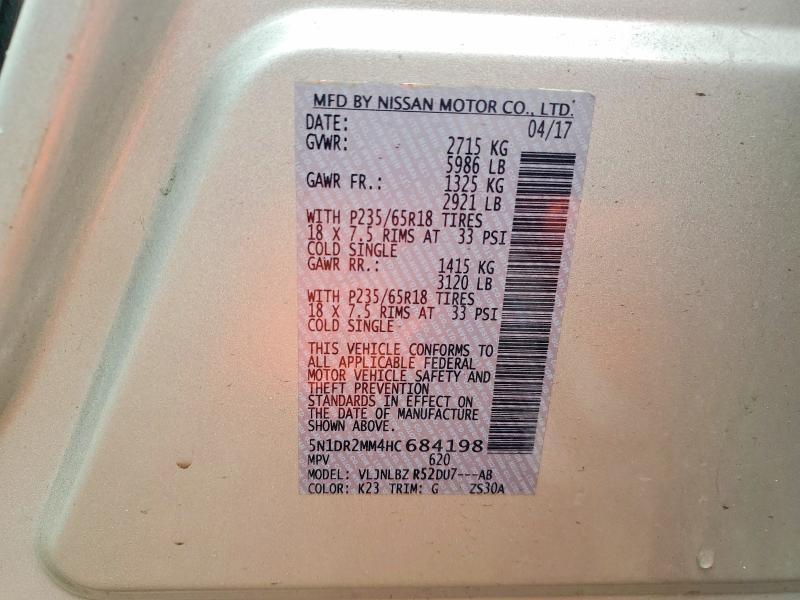 MFD BY NISSAN MOTOR CO., LTD.
DATE: 04/17
GVWR: 2715 KG
5986 LB
GAWR FR.: 1325 KG
2921 LB
WITH P235/65R18 TIRES
18 X 7.5 RIMS AT 33 PSI
COLD SINGLE
GAWR RR.: 1415 KG
3120 LB
WITH P235/65R18 TIRES
18 X 7.5 RIMS AT 33 PSI
COLD SINGLE
THIS VEHICLE CONFORMS TO
ALL APPLICABLE FEDERAL
MOTOR VEHICLE SAFETY AND
THEFT PREVENTION
STANDARDS IN EFFECT ON
THE DATE OF MANUFACTURE
SHOWN ABOVE.
5N1DR2MM4HC684198
MPV 620
MODEL: VLJNLBZ R52DU7---AB
COLOR: K23 TRIM: G ZS30A